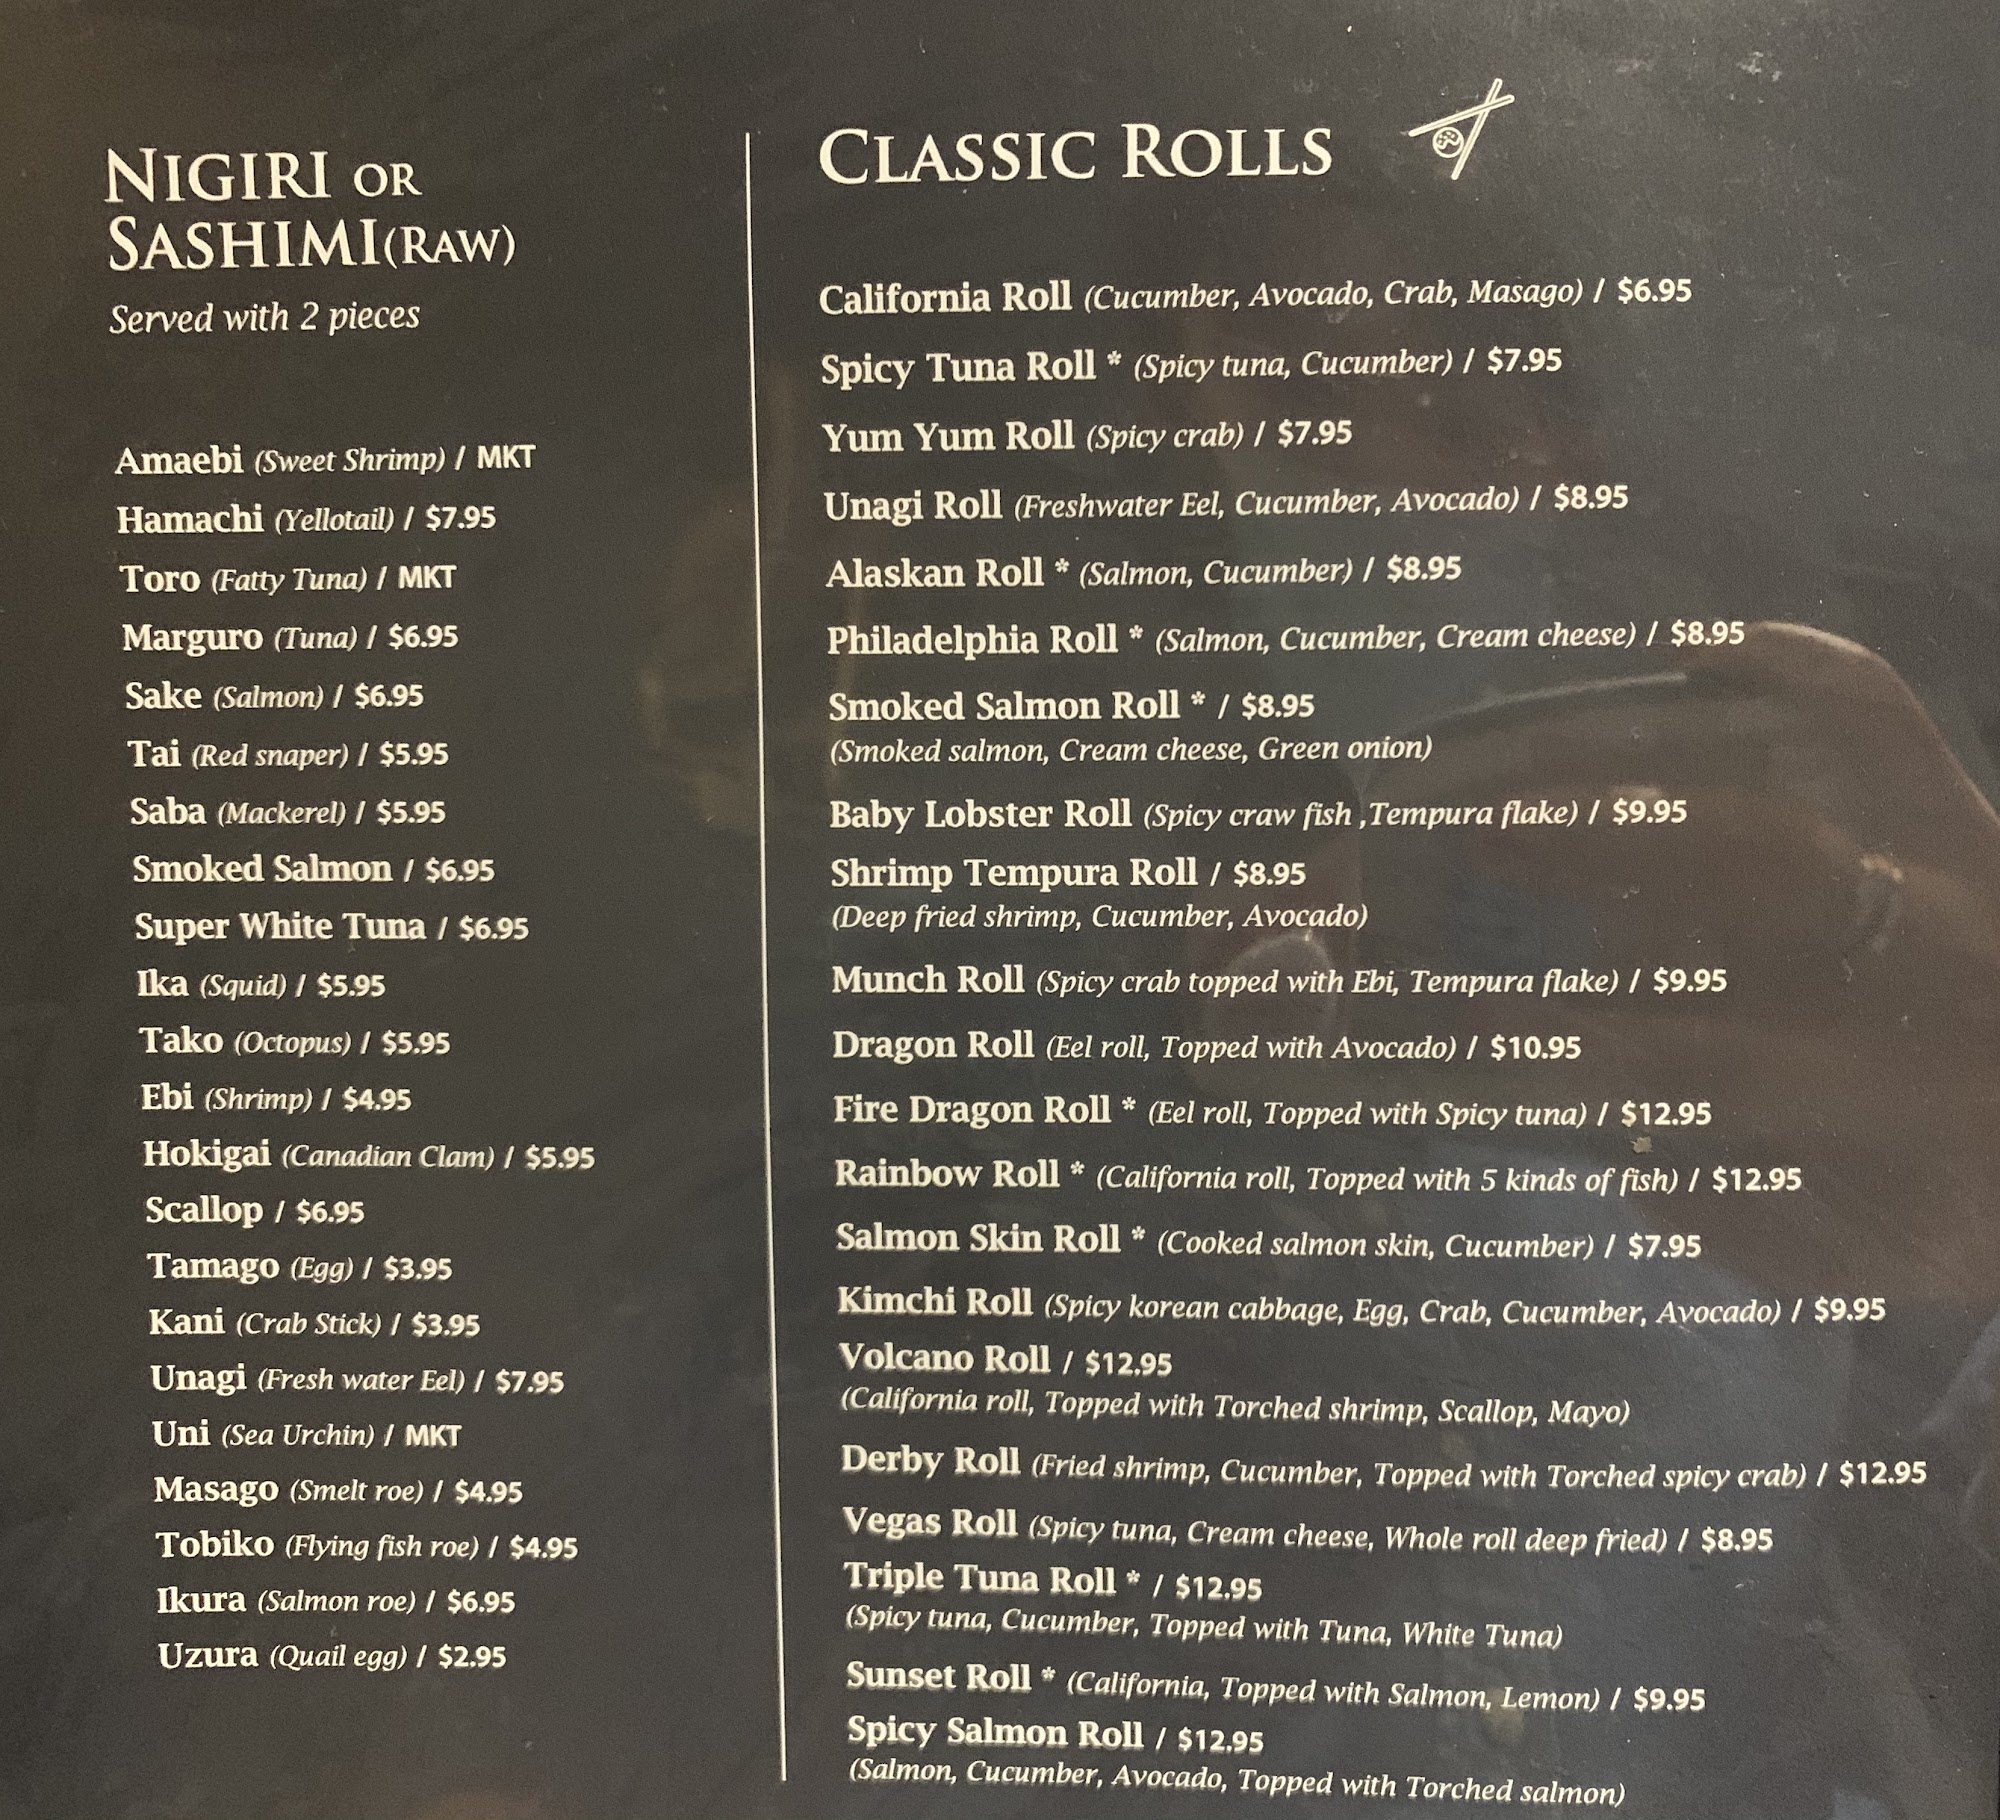 NIGIRI OR
SASHIMI(RAW)
Served with 2 pieces
Amaebi (Sweet Shrimp) / MKT
Hamachi (Yellotail) / $7.95
Toro (Fatty Tuna) / MKT
Marguro (Tuna) / $6.95
Sake (Salmon) / $6.95
Tai (Red snaper) / $5.95
Saba (Mackerel) / $5.95
Smoked Salmon / $6.95
Super White Tuna / $6.95
Ika (Squid) / $5.95
Tako (Octopus) / $5.95
Ebi (Shrimp) / $4.95
Hokigai (Canadian Clam) / $5.95
Scallop / $6.95
Tamago (Egg) / $3.95
Kani (Crab Stick) / $3.95
Unagi (Fresh water Eel) / $7.95
Uni (Sea Urchin) / MKT
Masago (Smelt roe) / $4.95
Tobiko (Flying fish roe) / $4.95
Ikura (Salmon roe) / $6.95
Uzura (Quail egg) / $2.95
CLASSIC ROLLS
California Roll (Cucumber, Avocado, Crab, Masago) / $6.95
Spicy Tuna Roll * (Spicy tuna, Cucumber) / $7.95
Yum Yum Roll (Spicy crab) / $7.95
Unagi Roll (Freshwater Eel, Cucumber, Avocado) / $8.95
Alaskan Roll * (Salmon, Cucumber) / $8.95
Philadelphia Roll * (Salmon, Cucumber, Cream cheese) / $8.95
Smoked Salmon Roll * / $8.95
(Smoked salmon, Cream cheese, Green onion)
Baby Lobster Roll (Spicy craw fish ,Tempura flake) / $9.95
Shrimp Tempura Roll / $8.95
(Deep fried shrimp, Cucumber, Avocado)
Munch Roll (Spicy crab topped with Ebi, Tempura flake) / $9.95
Dragon Roll (Eel roll, Topped with Avocado) / $10.95
Fire Dragon Roll * (Eel roll, Topped with Spicy tuna) / $12.95
Rainbow Roll * (California roll, Topped with 5 kinds of fish) / $12.95
Salmon Skin Roll * (Cooked salmon skin, Cucumber) / $7.95
Kimchi Roll (Spicy korean cabbage, Egg, Crab, Cucumber, Avocado) / $9.95
Volcano Roll / $12.95
(California roll, Topped with Torched shrimp, Scallop, Mayo)
Derby Roll (Fried shrimp, Cucumber, Topped with Torched spicy crab) / $12.95
Vegas Roll (Spicy tuna, Cream cheese, Whole roll deep fried) / $8.95
Triple Tuna Roll * / $12.95
(Spicy tuna, Cucumber, Topped with Tuna, White Tuna)
Sunset Roll * (California, Topped with Salmon, Lemon) / $9.95
Spicy Salmon Roll / $12.95
(Salmon, Cucumber, Avocado, Topped with Torched salmon)